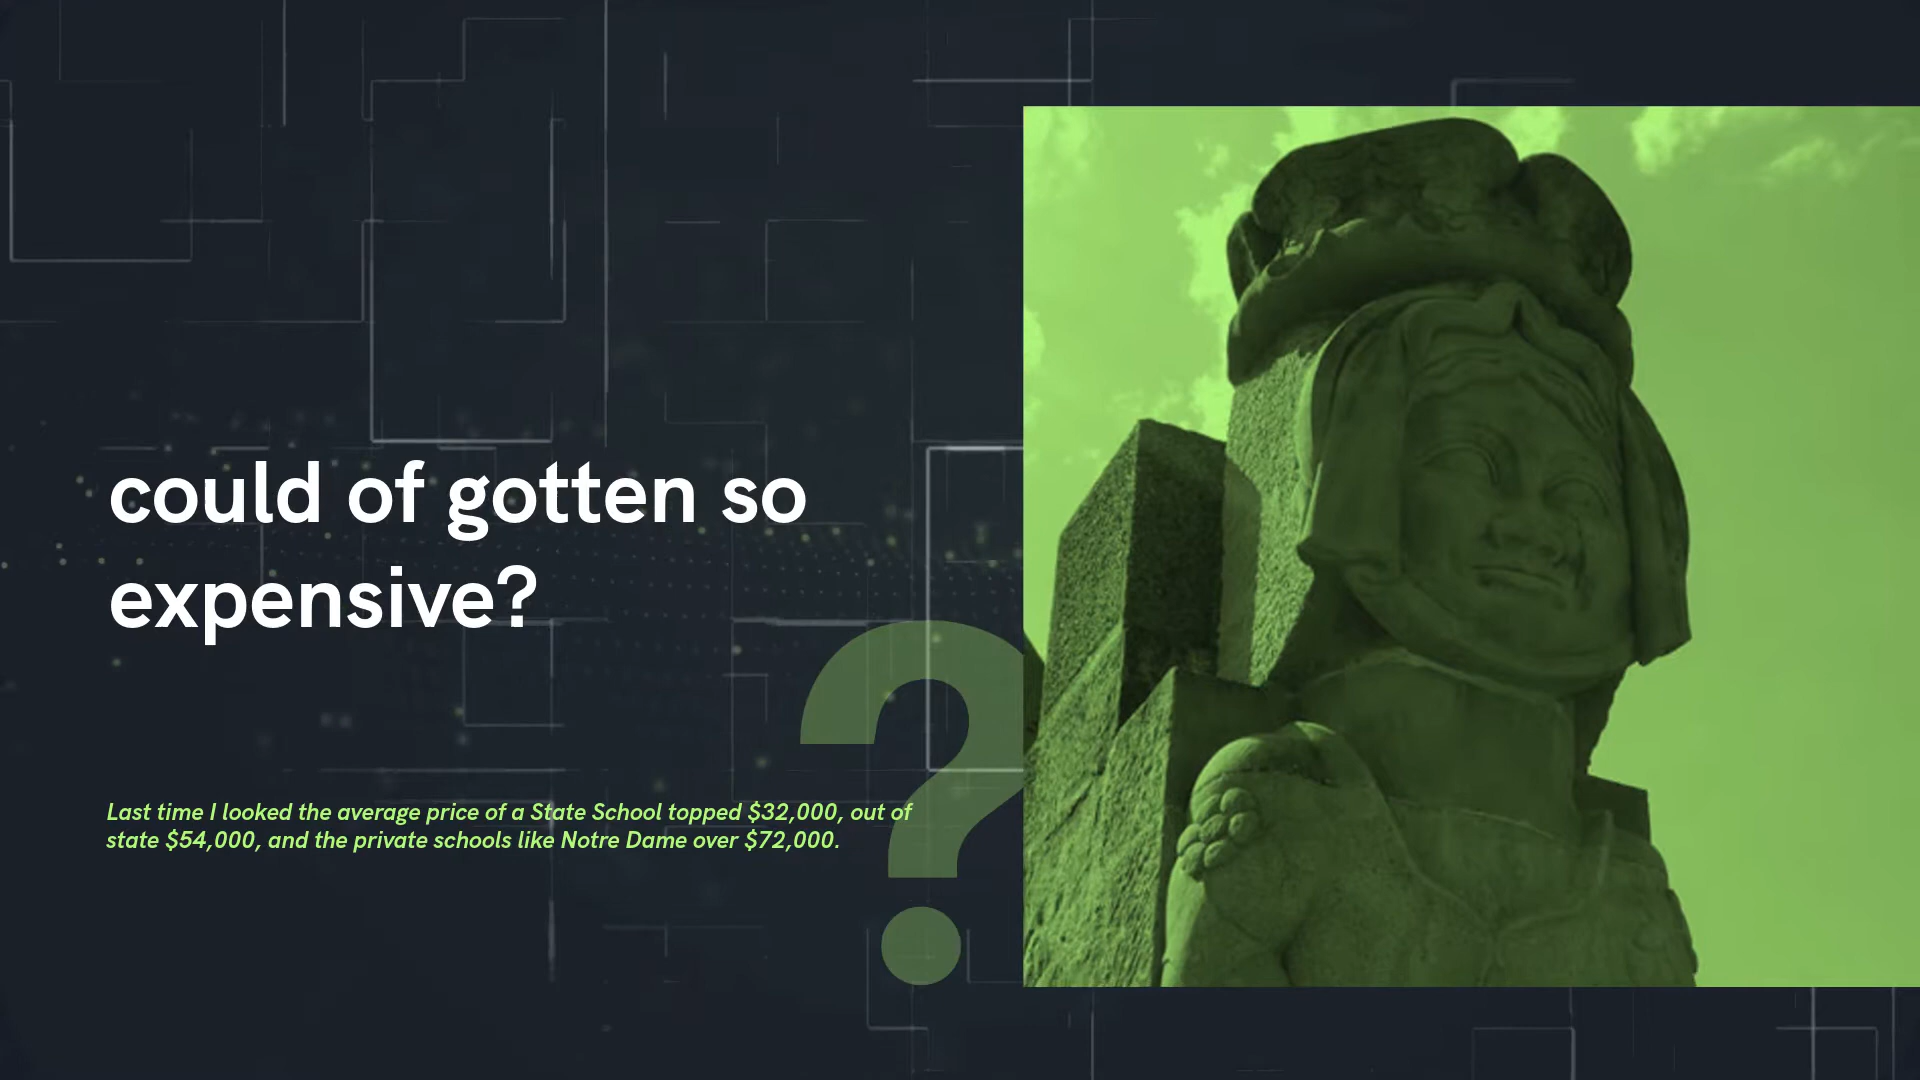 could of gotten so
expensive?
Last time I looked the average price of a State School topped $32,000, out of
state $54,000, and the private schools like Notre Dame over $72,000.
?